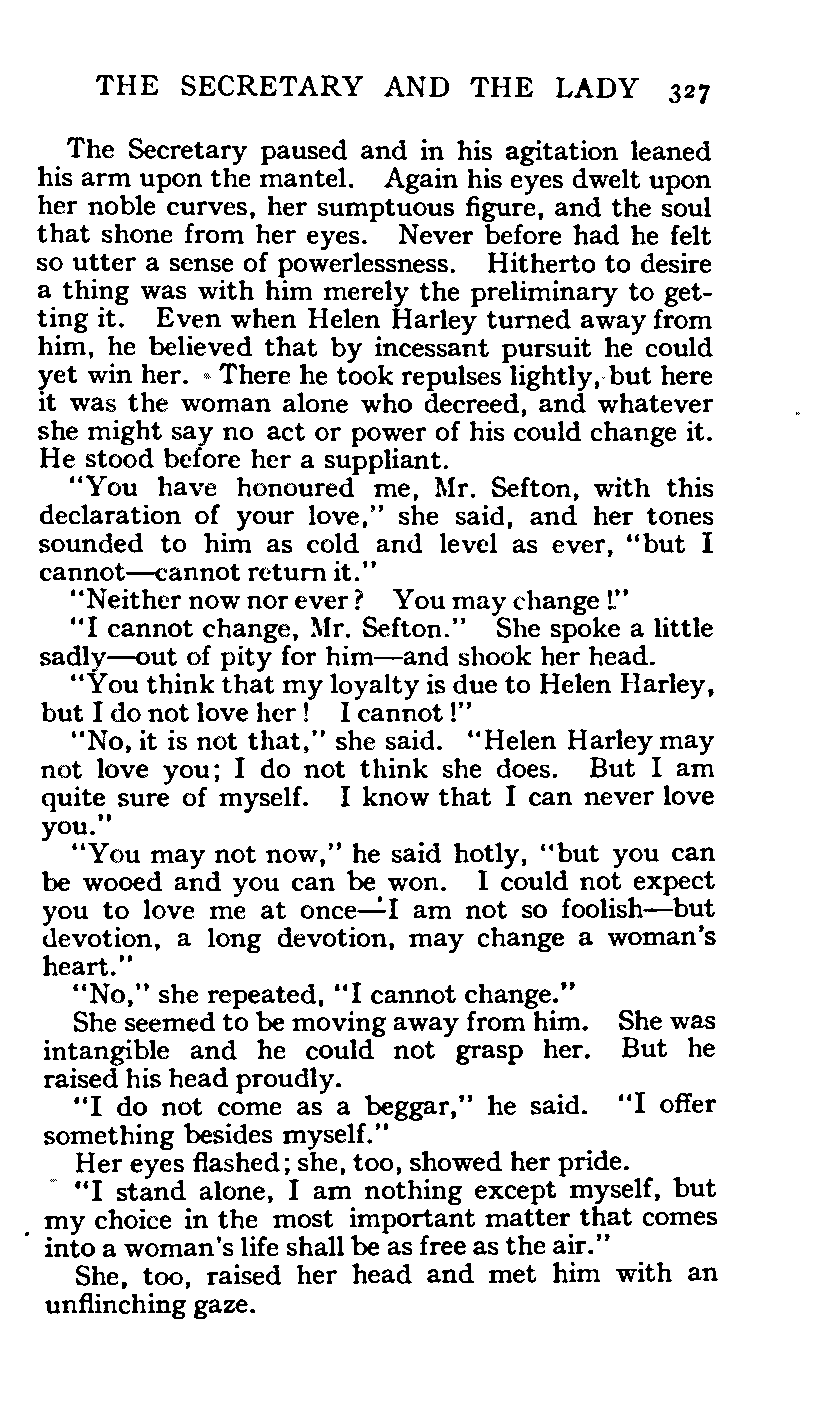 THE SECRETARY AND THE LADY 327
The Secretary paused and in his agitation leaned
his arm upon the mantel. Again his eyes dwelt upon
her noble curves, her sumptuous figure, and the soul
that shone from her eyes. Never before had he felt
so utter a sense of powerlessness. Hitherto to desire
a thing was with him merely the preliminary to get-
ting it. Even when Helen Harley turned away from
him, he believed that by incessant pursuit he could
yet win her. There he took repulses lightly, but here
it was the woman alone who decreed, and whatever
she might say no act or power of his could change it.
He stood before her a suppliant.
"You have honoured me, Mr. Sefton, with this
declaration of your love," she said, and her tones
sounded to him as cold and level as ever, "but I
cannot—cannot return it."
"Neither now nor ever? You may change!"
"I cannot change, Mr. Sefton." She spoke a little
sadly—out of pity for him—and shook her head.
"You think that my loyalty is due to Helen Harley,
but I do not love her! I cannot!"
"No, it is not that," she said. "Helen Harley may
not love you; I do not think she does. But I am
quite sure of myself. I know that I can never love
you."
"You may not now," he said hotly, "but you can
be wooed and you can be won. I could not expect
you to love me at once—I am not so foolish—but
devotion, a long devotion, may change a woman's
heart."
"No," she repeated, "I cannot change."
She seemed to be moving away from him. She was
intangible and he could not grasp her. But he
raised his head proudly.
"I do not come as a beggar," he said. "I offer
something besides myself."
Her eyes flashed; she, too, showed her pride.
"I stand alone, I am nothing except myself, but
my choice in the most important matter that comes
into a woman's life shall be as free as the air."
She, too, raised her head and met him with an
unflinching gaze.